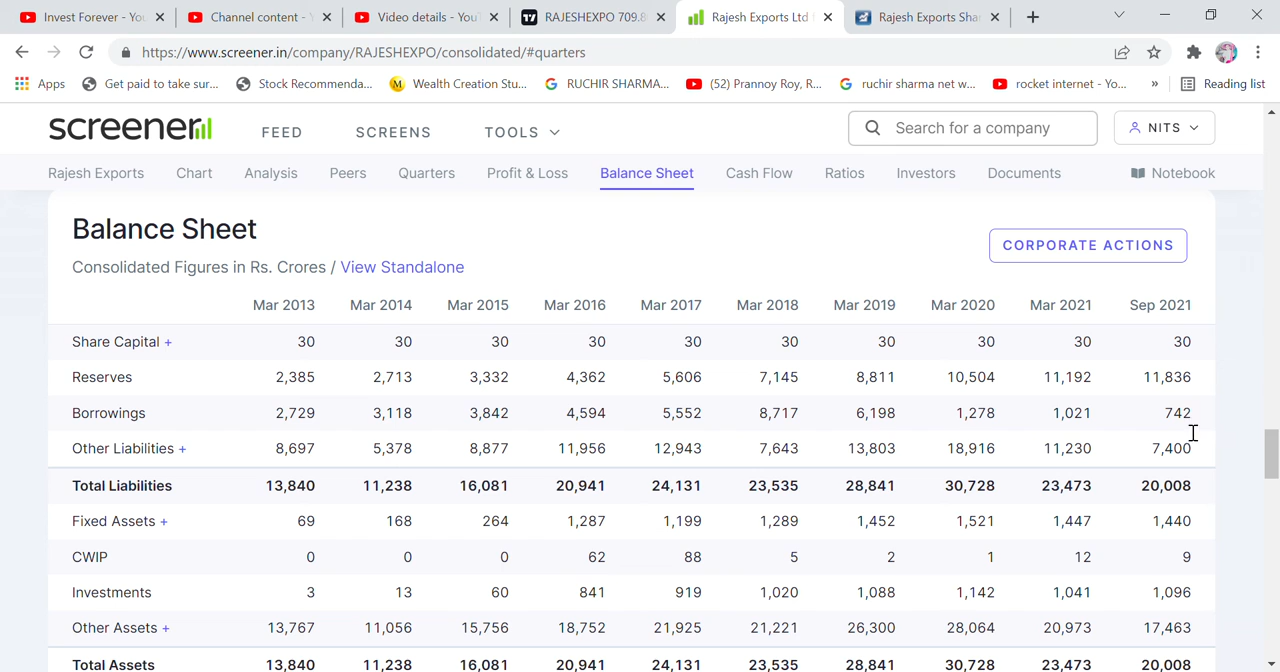 Invest Forever - You
Channel content -
Video details - YouT
RAJESHEXPO 709.8
Rajesh Exports Ltd
Rajesh Exports Sha
https://www.screener.in/company/RAJESHEXPO/consolidated/#quarters
Apps Get paid to take sur... Stock Recommenda... Wealth Creation Stu... RUCHIR SHARMA... (52) Prannoy Roy, R... ruchir sharma net w... rocket internet - Yo... » Reading list
screener FEED SCREENS TOOLS Search for a company NITS
Rajesh Exports Chart Analysis Peers Quarters Profit & Loss Balance Sheet Cash Flow Ratios Investors Documents Notebook
Balance Sheet
CORPORATE ACTIONS
Consolidated Figures in Rs. Crores / View Standalone
Mar 2013 Mar 2014 Mar 2015 Mar 2016 Mar 2017 Mar 2018 Mar 2019 Mar 2020 Mar 2021 Sep 2021
Share Capital + 30 30 30 30 30 30 30 30 30 30
Reserves 2,385 2,713 3,332 4,362 5,606 7,145 8,811 10,504 11,192 11,836
Borrowings 2,729 3,118 3,842 4,594 5,552 8,717 6,198 1,278 1,021 742
Other Liabilities + 8,697 5,378 8,877 11,956 12,943 7,643 13,803 18,916 11,230 7,400
Total Liabilities 13,840 11,238 16,081 20,941 24,131 23,535 28,841 30,728 23,473 20,008
Fixed Assets + 69 168 264 1,287 1,199 1,289 1,452 1,521 1,447 1,440
CWIP 0 0 0 62 88 5 2 1 12 9
Investments 3 13 60 841 919 1,020 1,088 1,142 1,041 1,096
Other Assets + 13,767 11,056 15,756 18,752 21,925 21,221 26,300 28,064 20,973 17,463
Total Assets 13,840 11,238 16,081 20,941 24,131 23,535 28,841 30,728 23,473 20,008